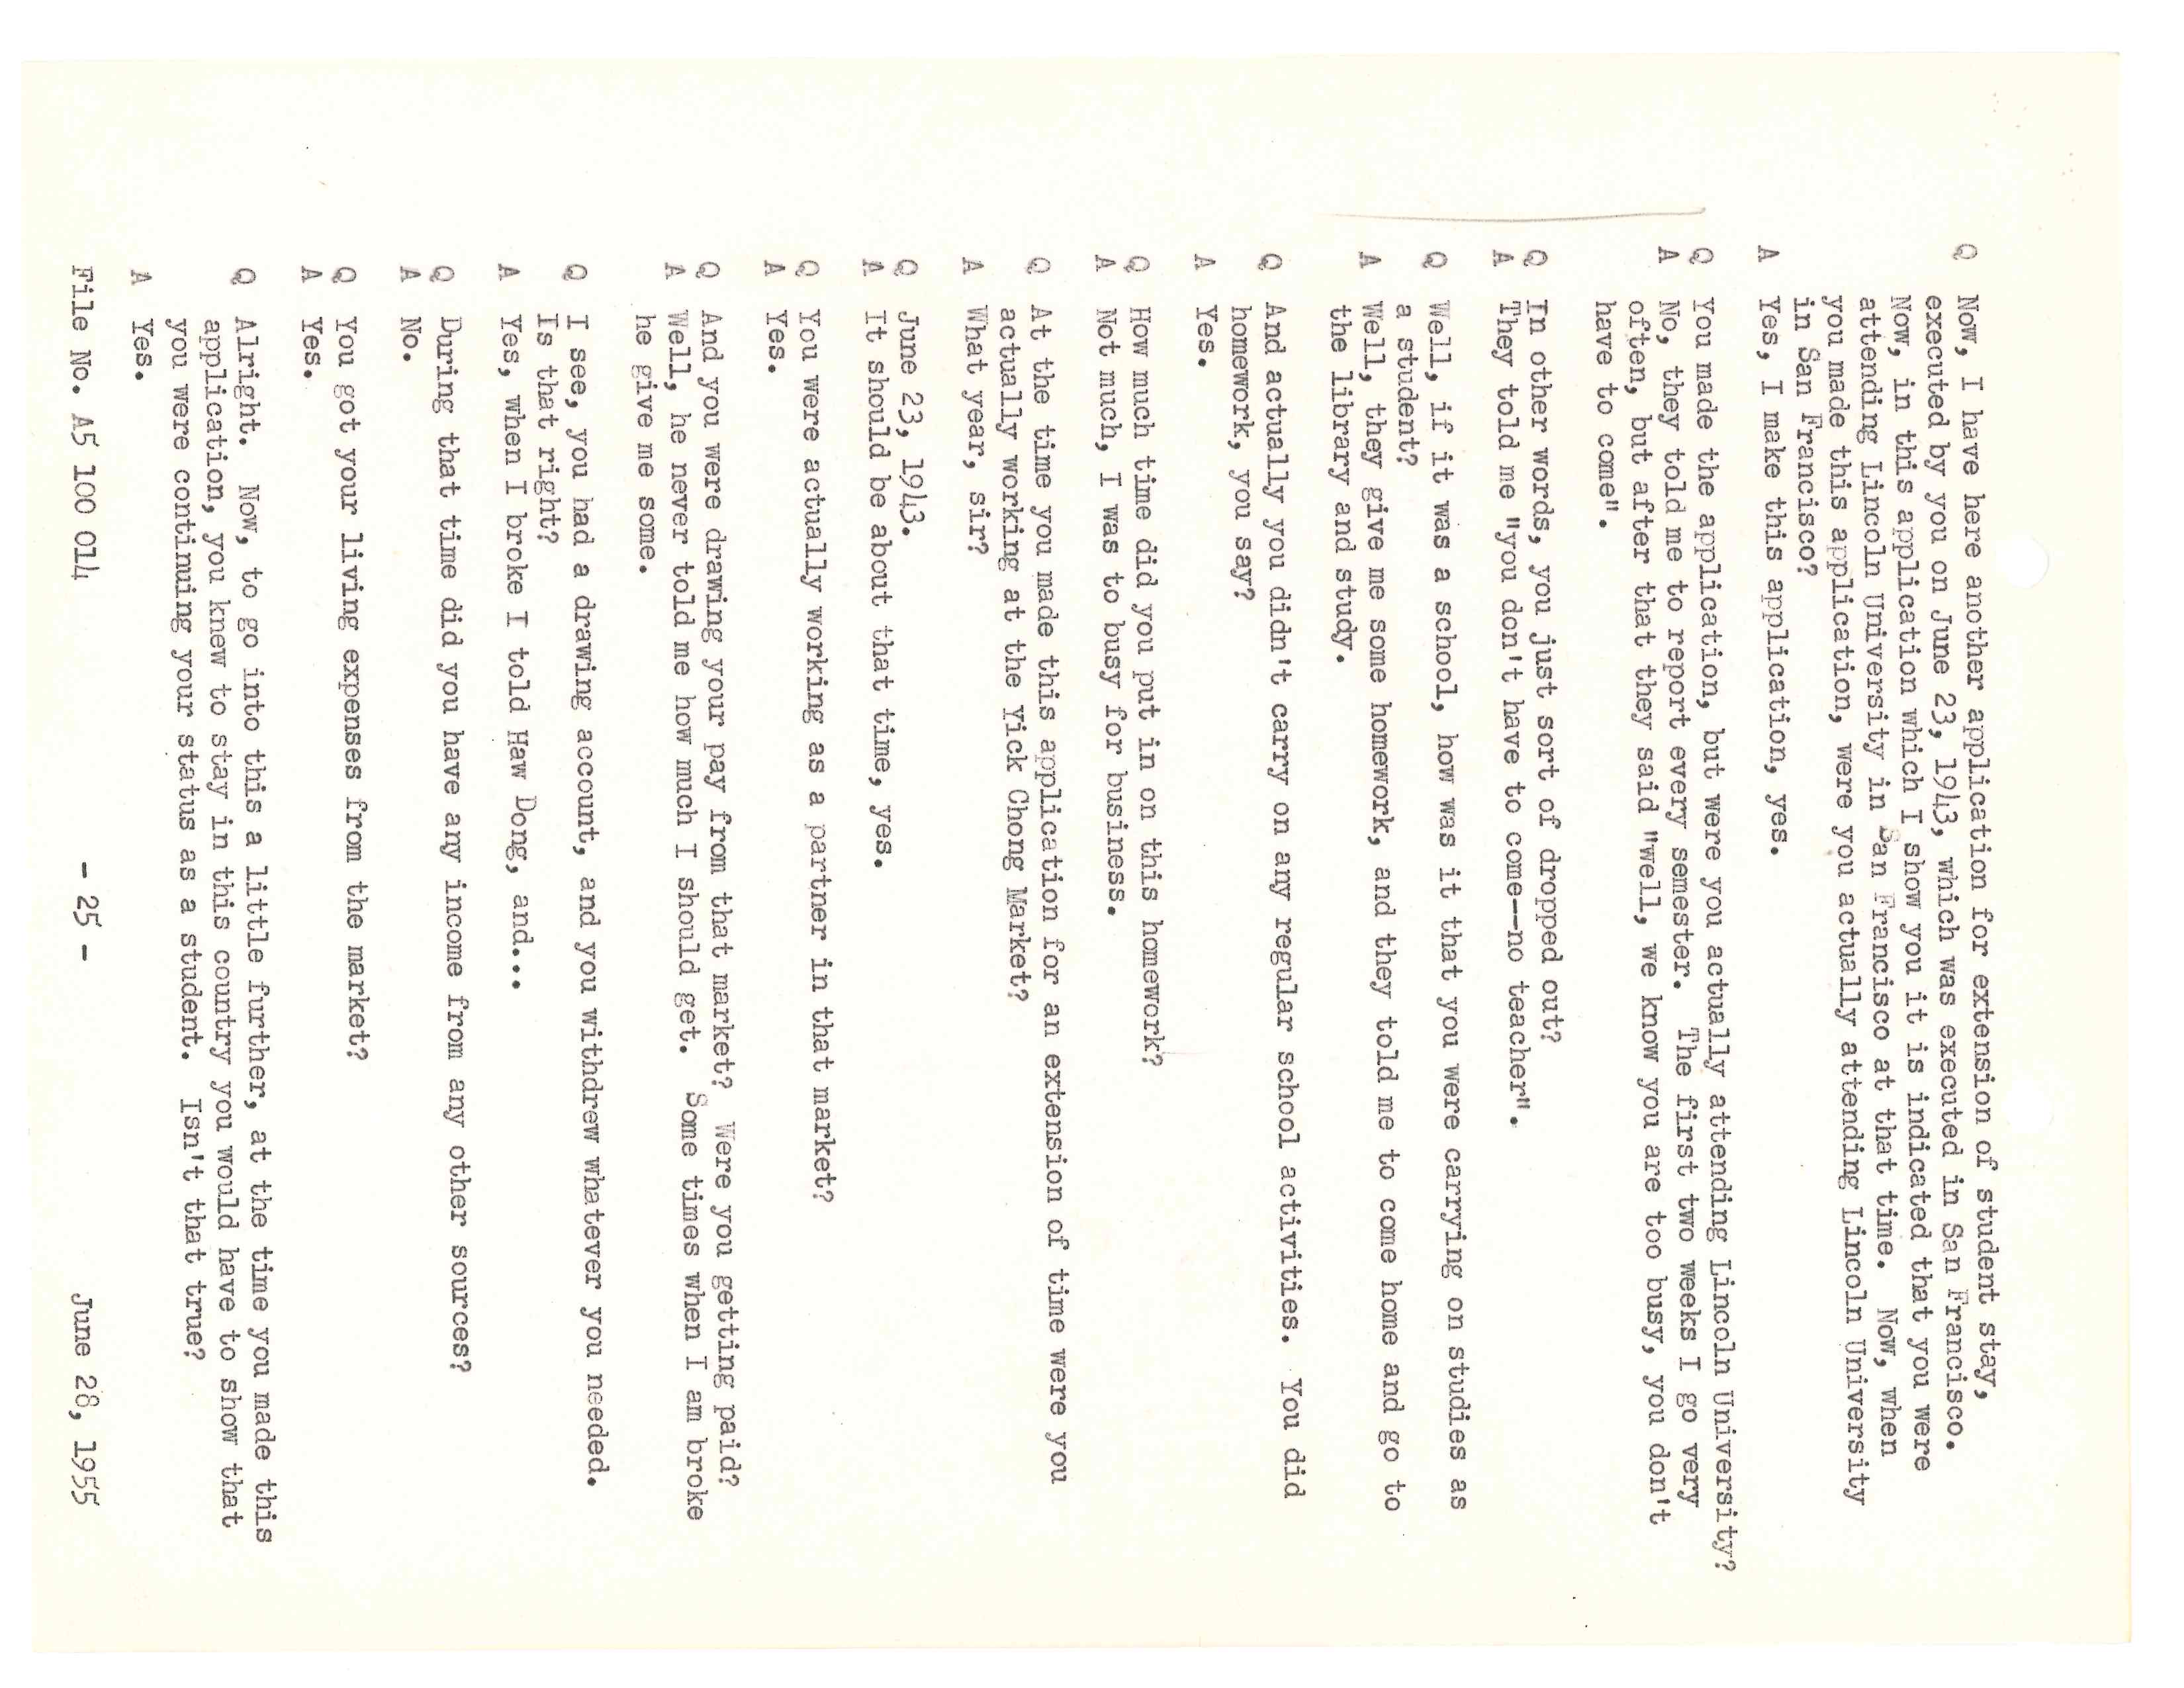 Q Now, I have here another application for extension of student stay,
executed by you on June 23, 1943, which was executed in San Francisco.
Now, in this application which I show you it is indicated that you were
attending Lincoln University in San Francisco at that time. Now, when
you made this application, were you actually attending Lincoln University
in San Francisco?
A Yes, I make this application, yes.
Q You made the application, but were you actually attending Lincoln University?
A No, they told me to report every semester. The first two weeks I go very
often, but after that they said "well, we know you are too busy, you don't
have to come".
Q In other words, you just sort of dropped out?
A They told me "you don't have to come--no teacher".
Q Well, if it was a school, how was it that you were carrying on studies as
a student?
A Well, they give me some homework, and they told me to come home and go to
the library and study.
Q And actually you didn't carry on any regular school activities. You did
homework, you say?
A Yes.
Q How much time did you put in on this homework?
A Not much, I was to busy for business.
Q At the time you made this application for an extension of time were you
actually working at the Yick Chong Market?
A What year, sir?
Q June 23, 1943.
A It should be about that time, yes.
Q You were actually working as a partner in that market?
A Yes.
Q And you were drawing your pay from that market? Were you getting paid?
A Well, he never told me how much I should get. Some times when I am broke
he give me some.
Q I see, you had a drawing account, and you withdrew whatever you needed.
Is that right?
A Yes, when I broke I told Haw Dong, and...
Q During that time did you have any income from any other sources?
A No.
Q You got your living expenses from the market?
A Yes.
Q Alright. Now, to go into this a little further, at the time you made this
application, you knew to stay in this country you would have to show that
you were continuing your status as a student. Isn't that true?
A Yes.
File No. A5 100 014 - 25 - June 28, 1955